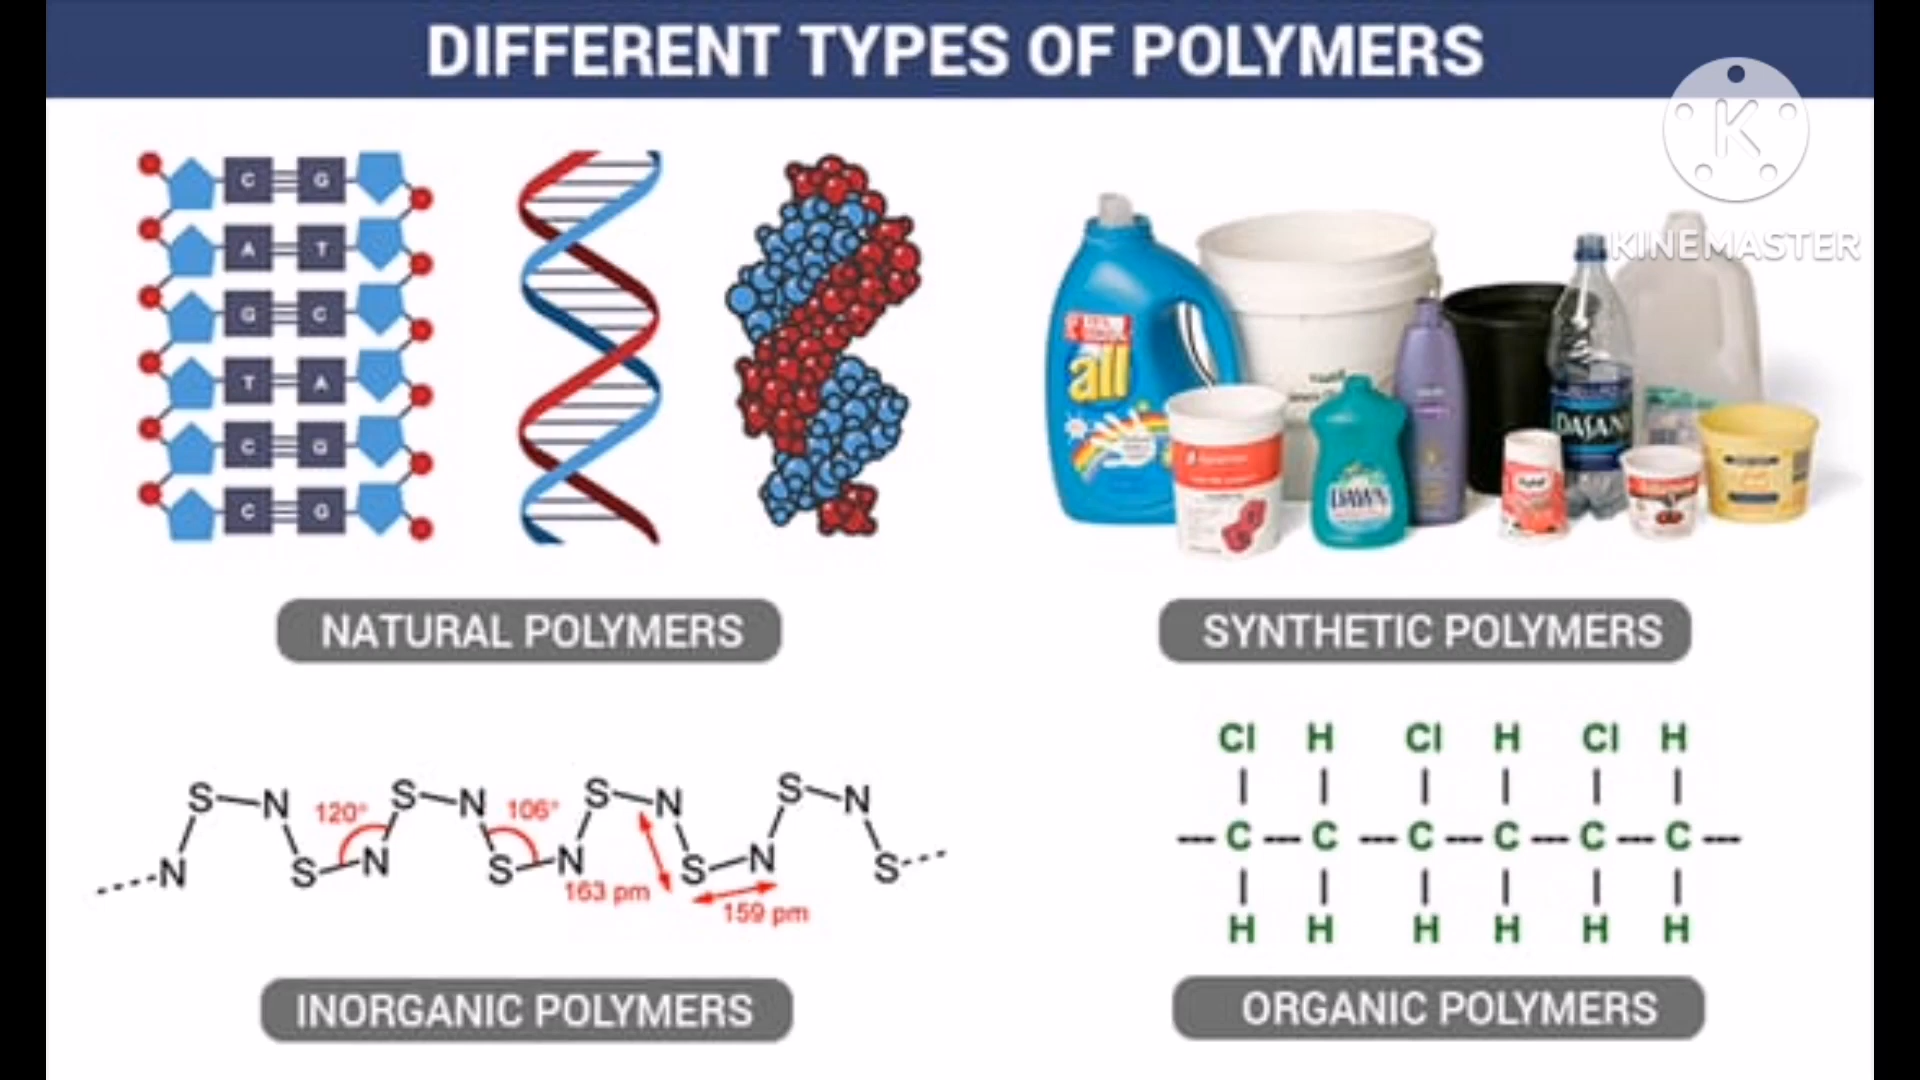 DIFFERENT TYPES OF POLYMERS
K
KINEMASTER
C G
A T
G C
T A
C G
C G
all
DAWN
DASANI
NATURAL POLYMERS
SYNTHETIC POLYMERS
S N S N S N S N
120° 106°
N S N S N S N S
163 pm
159 pm
Cl H Cl H Cl H
C C C C C C
H H H H H H
INORGANIC POLYMERS
ORGANIC POLYMERS